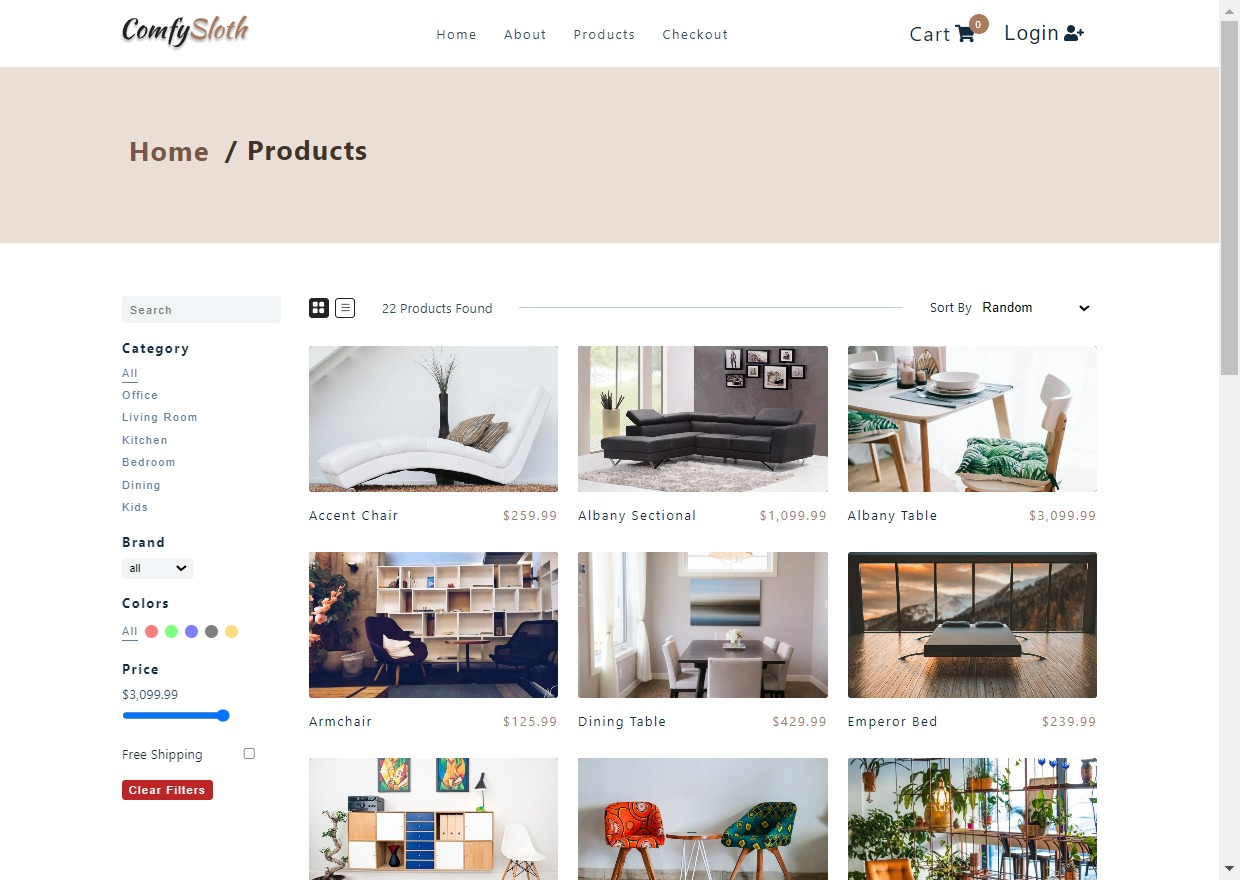 ComfySloth
Home About Products Checkout
Cart 0 Login
Home / Products
Search
22 Products Found
Sort By Random
Category
All
Office
Living Room
Kitchen
Bedroom
Dining
Kids
Brand
all
Colors
All
Price
$3,099.99
Free Shipping
Clear Filters
Accent Chair $259.99
Albany Sectional $1,099.99
Albany Table $3,099.99
Armchair $125.99
Dining Table $429.99
Emperor Bed $239.99